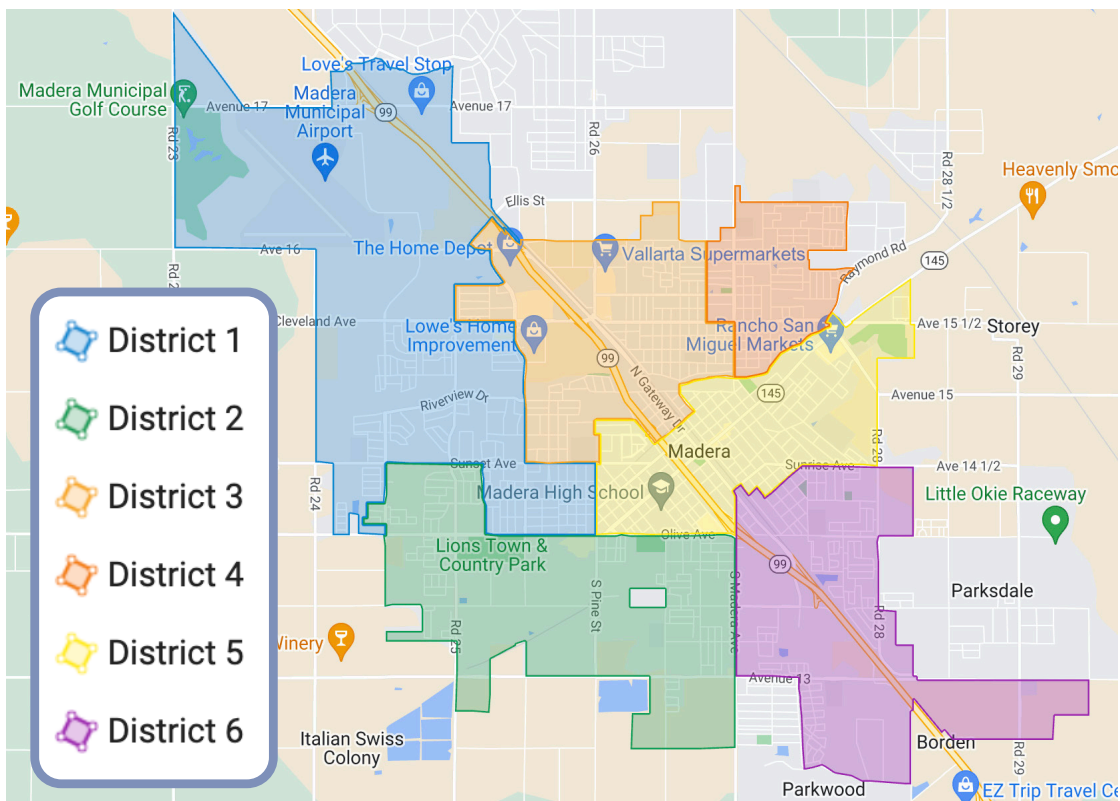 Love's Travel Stop
Madera Municipal
Golf Course
Avenue 17
Madera
Municipal
Airport
99
Avenue 17
Rd 23
Rd 26
Rd 28 1/2
Heavenly Smo
Ellis St
Ave 16
The Home Depot
Vallarta Supermarkets
Raymond Rd
145
Cleveland Ave
Lowe's Home
Improvement
Rancho San
Miguel Markets
Ave 15 1/2
Storey
99
N Gateway Dr
Rd 29
Riverview Dr
145
Avenue 15
Madera
Rd 28
Sunset Ave
Sunrise Ave
Ave 14 1/2
Rd 24
Madera High School
Little Okie Raceway
Olive Ave
Lions Town &
Country Park
99
S Pine St
S Madera Ave
Rd 28
Parksdale
Winery
Rd 25
Avenue 13
Italian Swiss
Colony
Borden
Rd 29
Parkwood
EZ Trip Travel Ce
District 1
District 2
District 3
District 4
District 5
District 6